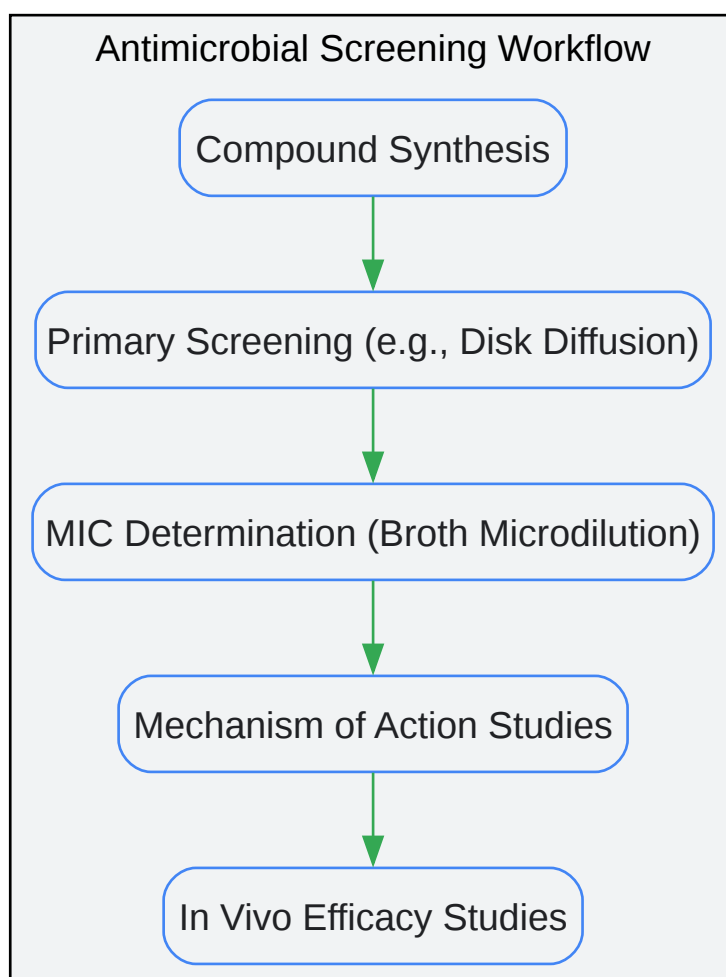 Antimicrobial Screening Workflow
Compound Synthesis
Primary Screening (e.g., Disk Diffusion)
MIC Determination (Broth Microdilution)
Mechanism of Action Studies
In Vivo Efficacy Studies